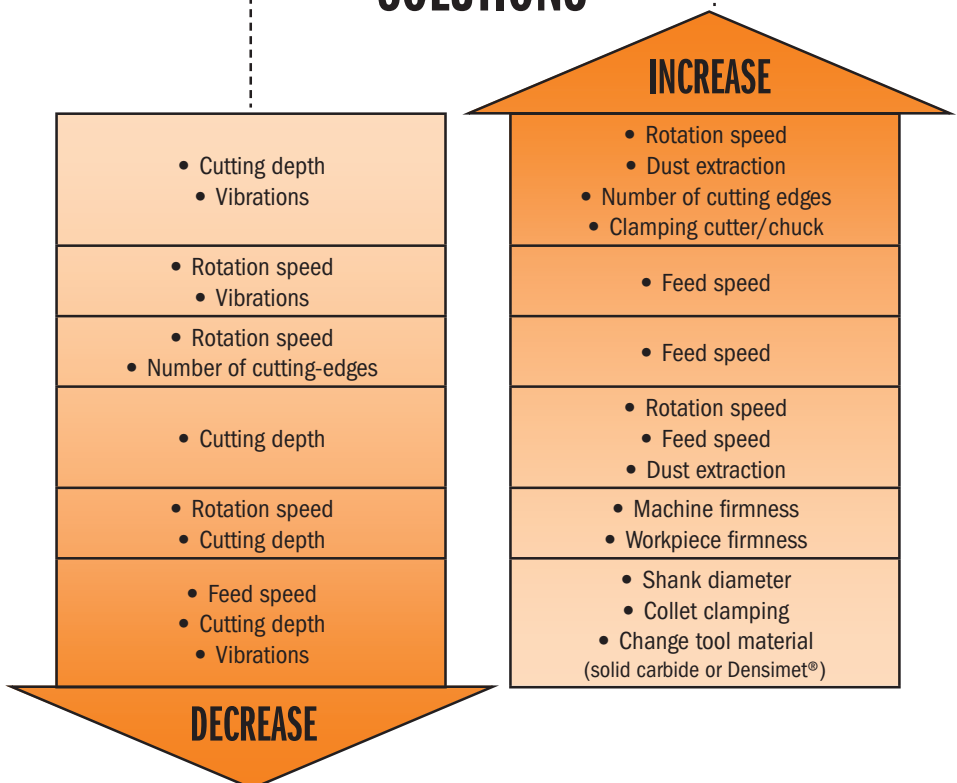 SOLUTIONS
INCREASE
• Cutting depth
• Vibrations
• Rotation speed
• Vibrations
• Rotation speed
• Number of cutting-edges
• Cutting depth
• Rotation speed
• Cutting depth
• Feed speed
• Cutting depth
• Vibrations
DECREASE
• Rotation speed
• Dust extraction
• Number of cutting edges
• Clamping cutter/chuck
• Feed speed
• Feed speed
• Rotation speed
• Feed speed
• Dust extraction
• Machine firmness
• Workpiece firmness
• Shank diameter
• Collet clamping
• Change tool material
(solid carbide or Densimet®)